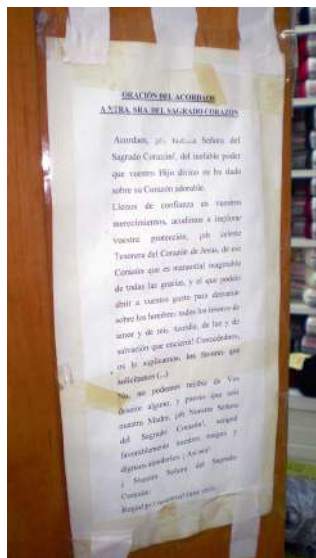 ORACIÓN DEL ACORDAOS
A NTRA. SRA. DEL SAGRADO CORAZÓN
Acordaos, ¡oh Señora del
Sagrado Corazón!, del inefable poder
que vuestro Hijo divino os ha dado
sobre su Corazón adorable.
Llenos de confianza en vuestros
merecimientos, acudimos a implorar
vuestra protección, ¡oh celeste
Tesorera del Corazón de Jesús, de ese
Corazón que es manantial inagotable
de todas las gracias, y el que podéis
abrir a vuestro gusto para derramar
sobre los hombres todos los tesoros de
amor y de misericordia, de luz y de
salvación que encierra! Concedednos,
os lo suplicamos, los favores que
solicitamos (...)
No, no podemos recibir de Vos
desaire alguno, y puesto que sois
nuestra Madre, ¡oh Nuestra Señora
del Sagrado Corazón!, acoged
favorablemente nuestros ruegos y
dignaos atenderlos. ¡Así sea!
Nuestra Señora del Sagrado
Corazón: